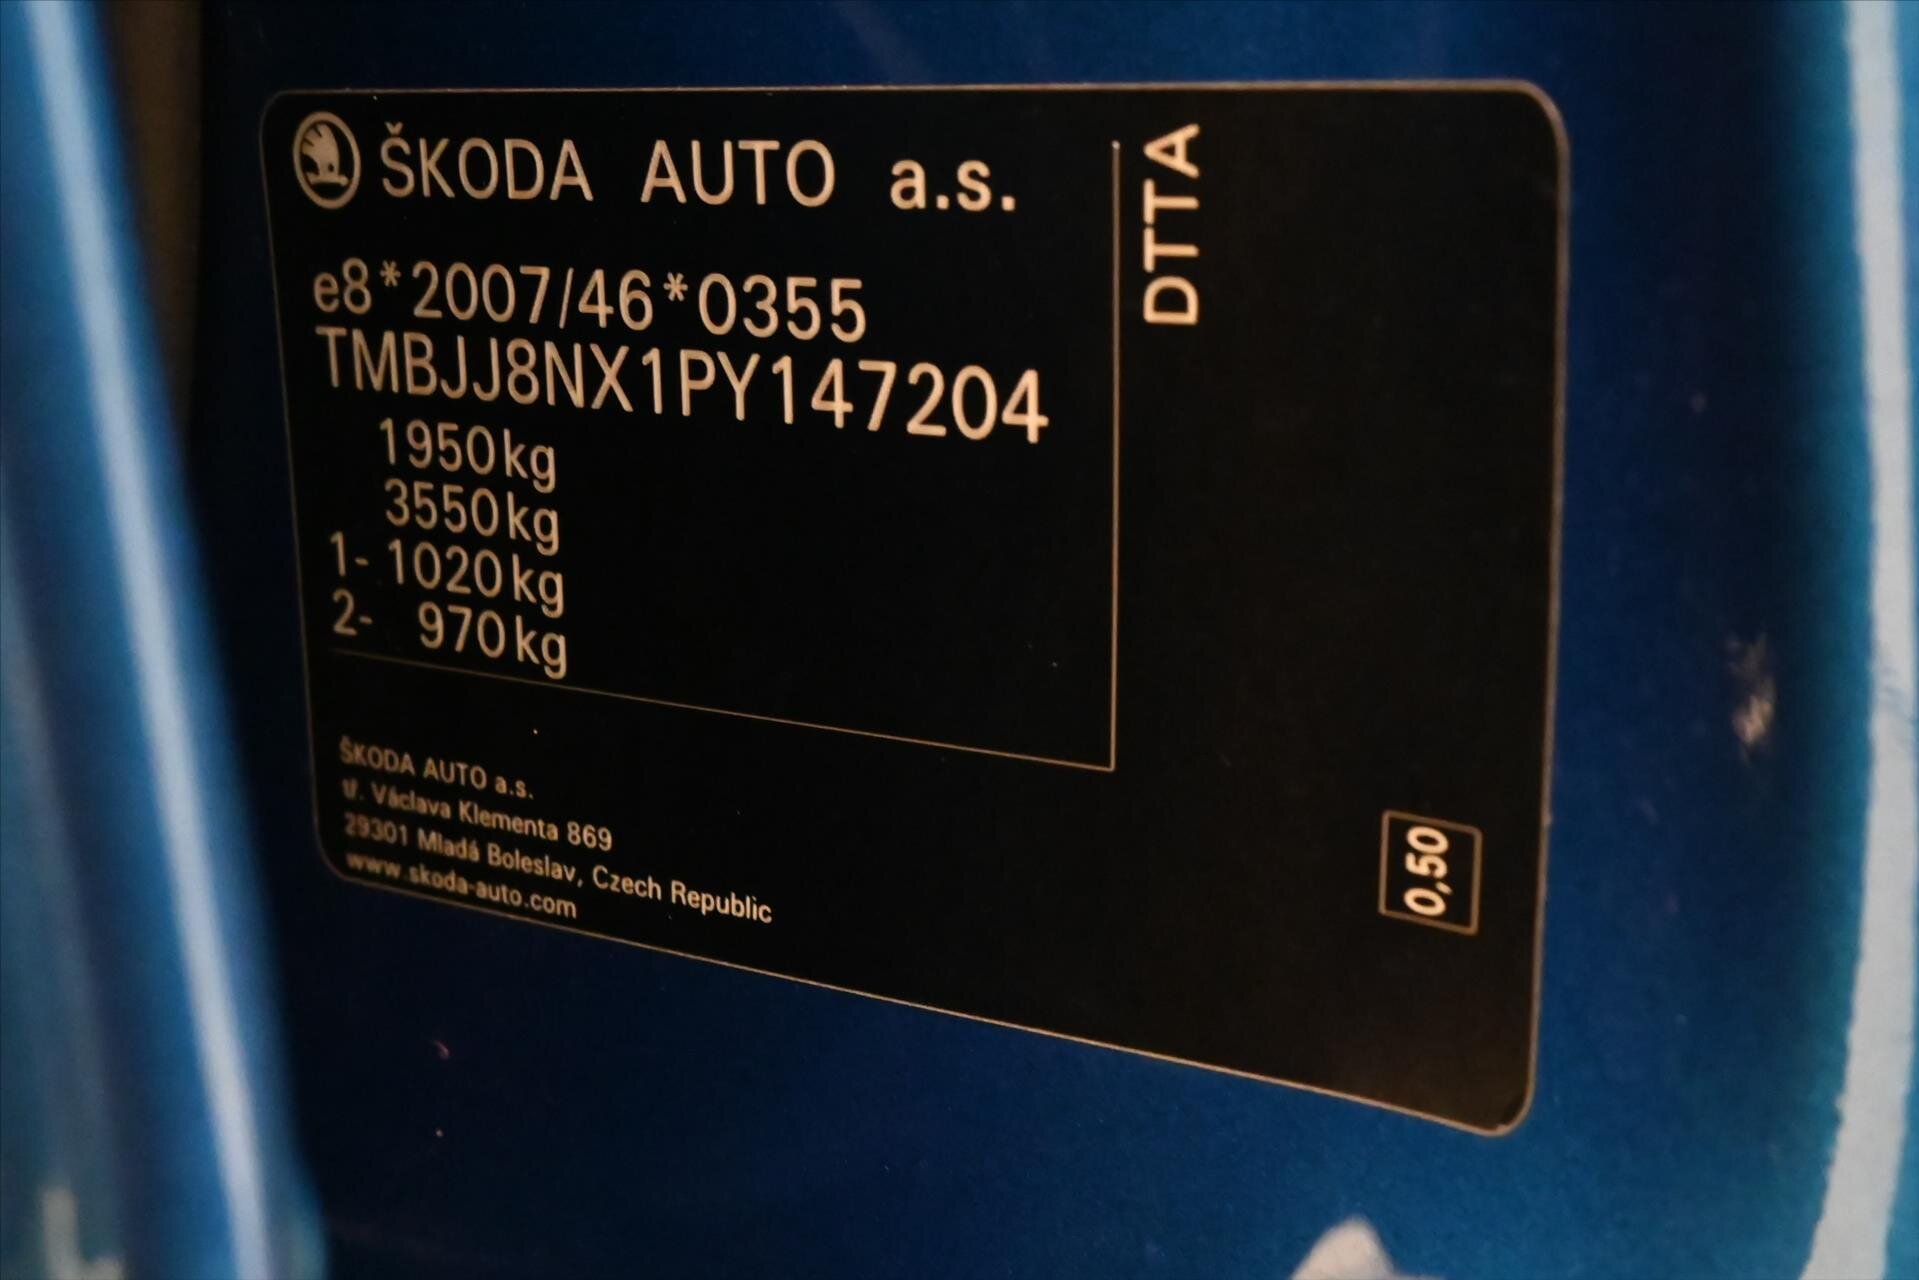 ŠKODA AUTO a.s.
e8*2007/46*0355
TMBJJ8NX1PY147204
1950kg
3550kg
1- 1020kg
2- 970kg
DTTA
ŠKODA AUTO a.s.
tř. Václava Klementa 869
29301 Mladá Boleslav, Czech Republic
www.skoda-auto.com
0,50